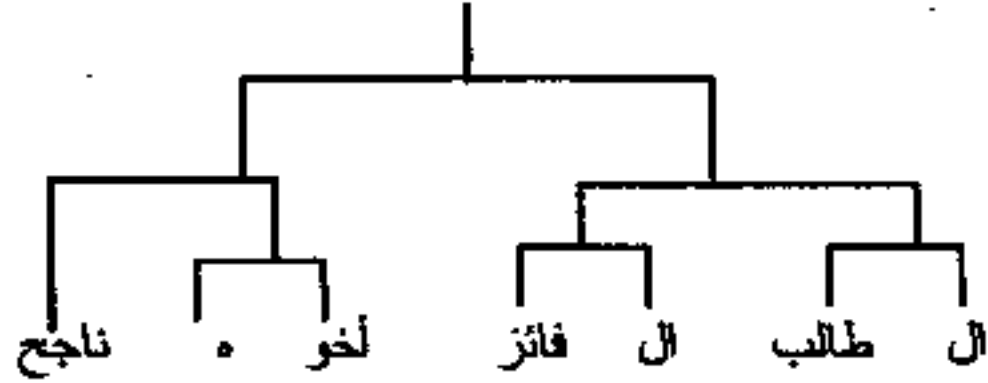 ال طالب ال فائز أخو ه ناجح